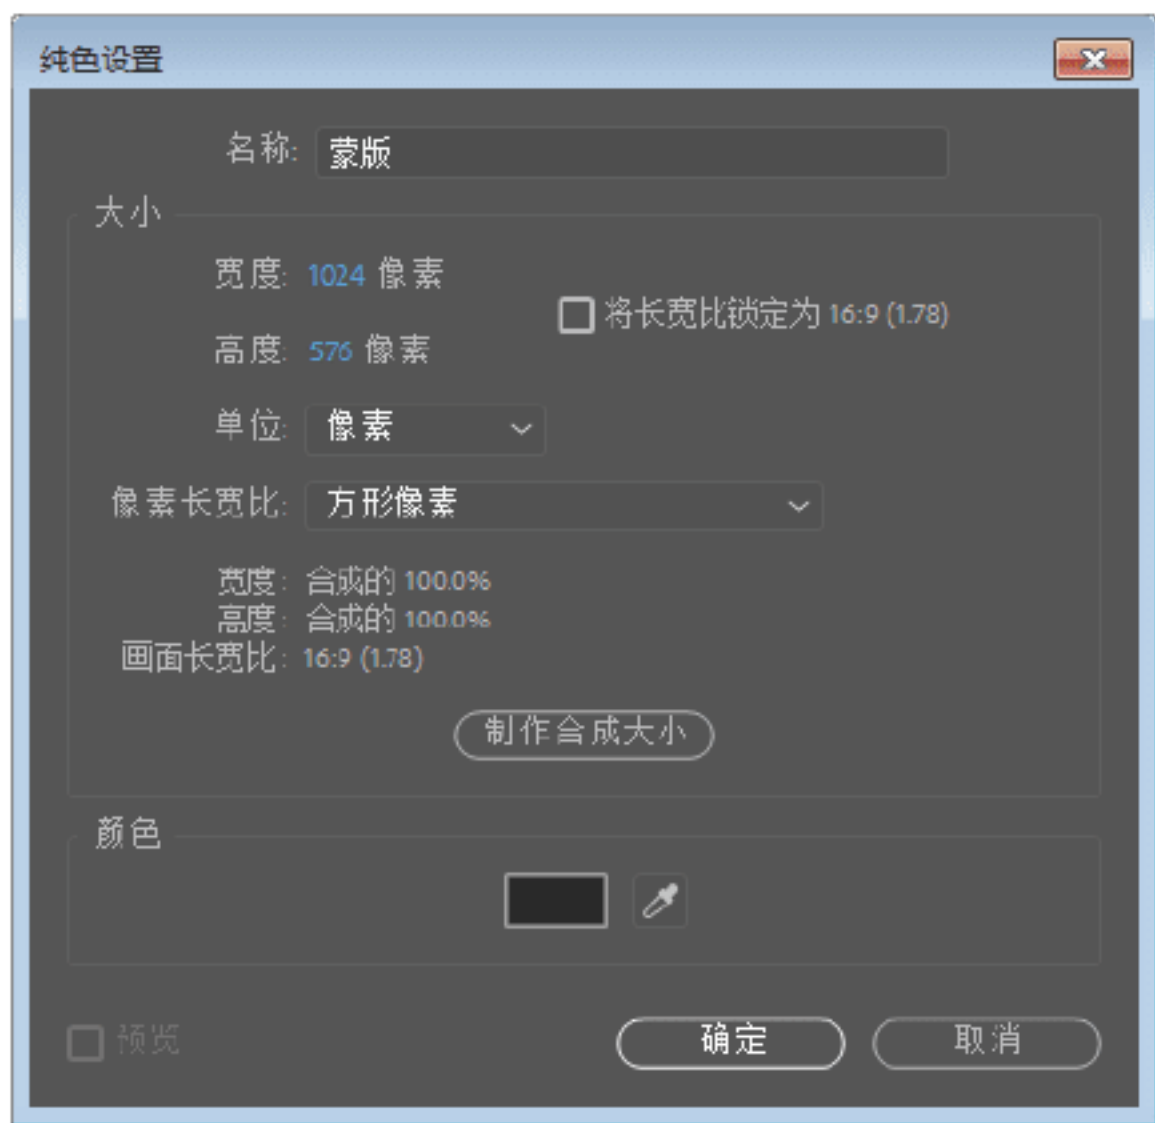 纯色设置
名称: 蒙版
大小
宽度: 1024 像素
将长宽比锁定为 16:9 (1.78)
高度: 576 像素
单位: 像素
像素长宽比: 方形像素
宽度: 合成的 100.0%
高度: 合成的 100.0%
画面长宽比: 16:9 (1.78)
制作合成大小
颜色
预览
确定
取消